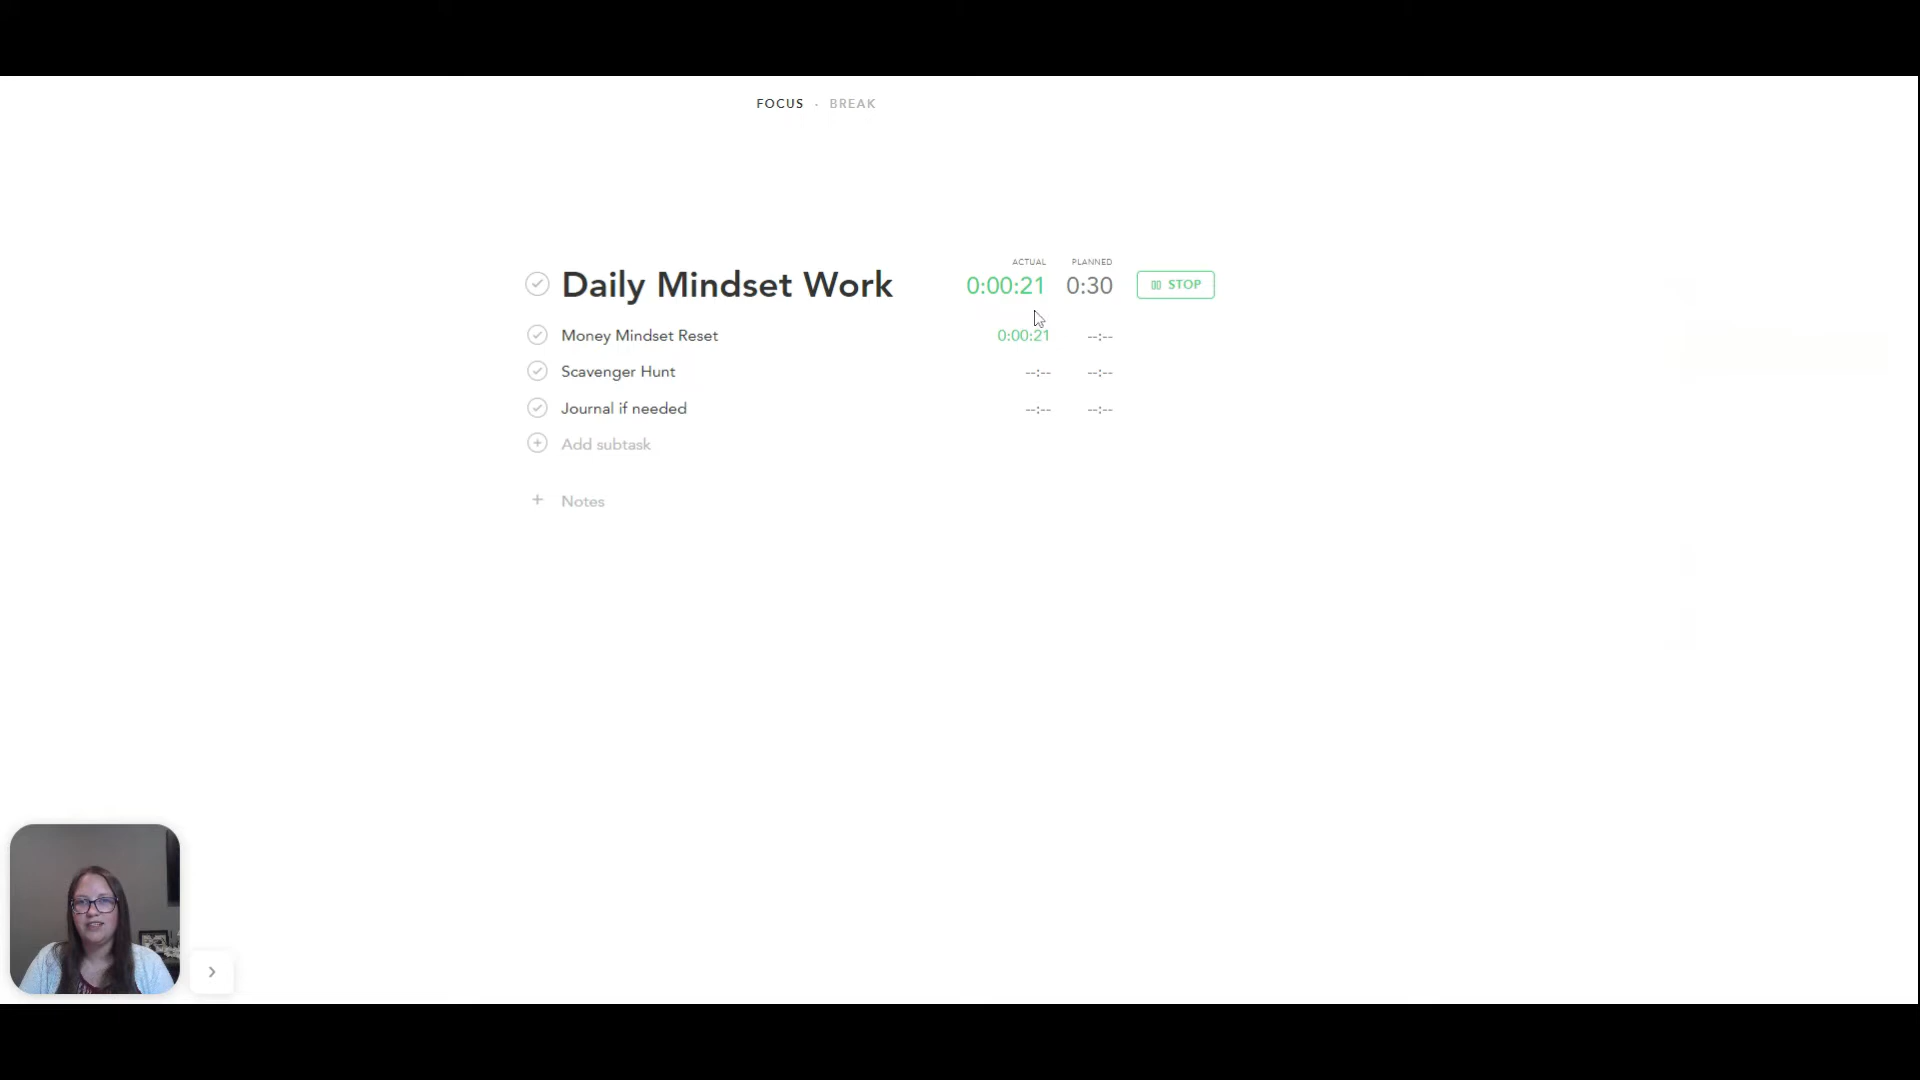 FOCUS · BREAK
ACTUAL PLANNED
Daily Mindset Work 0:00:21 0:30 STOP
Money Mindset Reset 0:00:21 --:--
Scavenger Hunt --:-- --:--
Journal if needed --:-- --:--
+ Add subtask
+ Notes